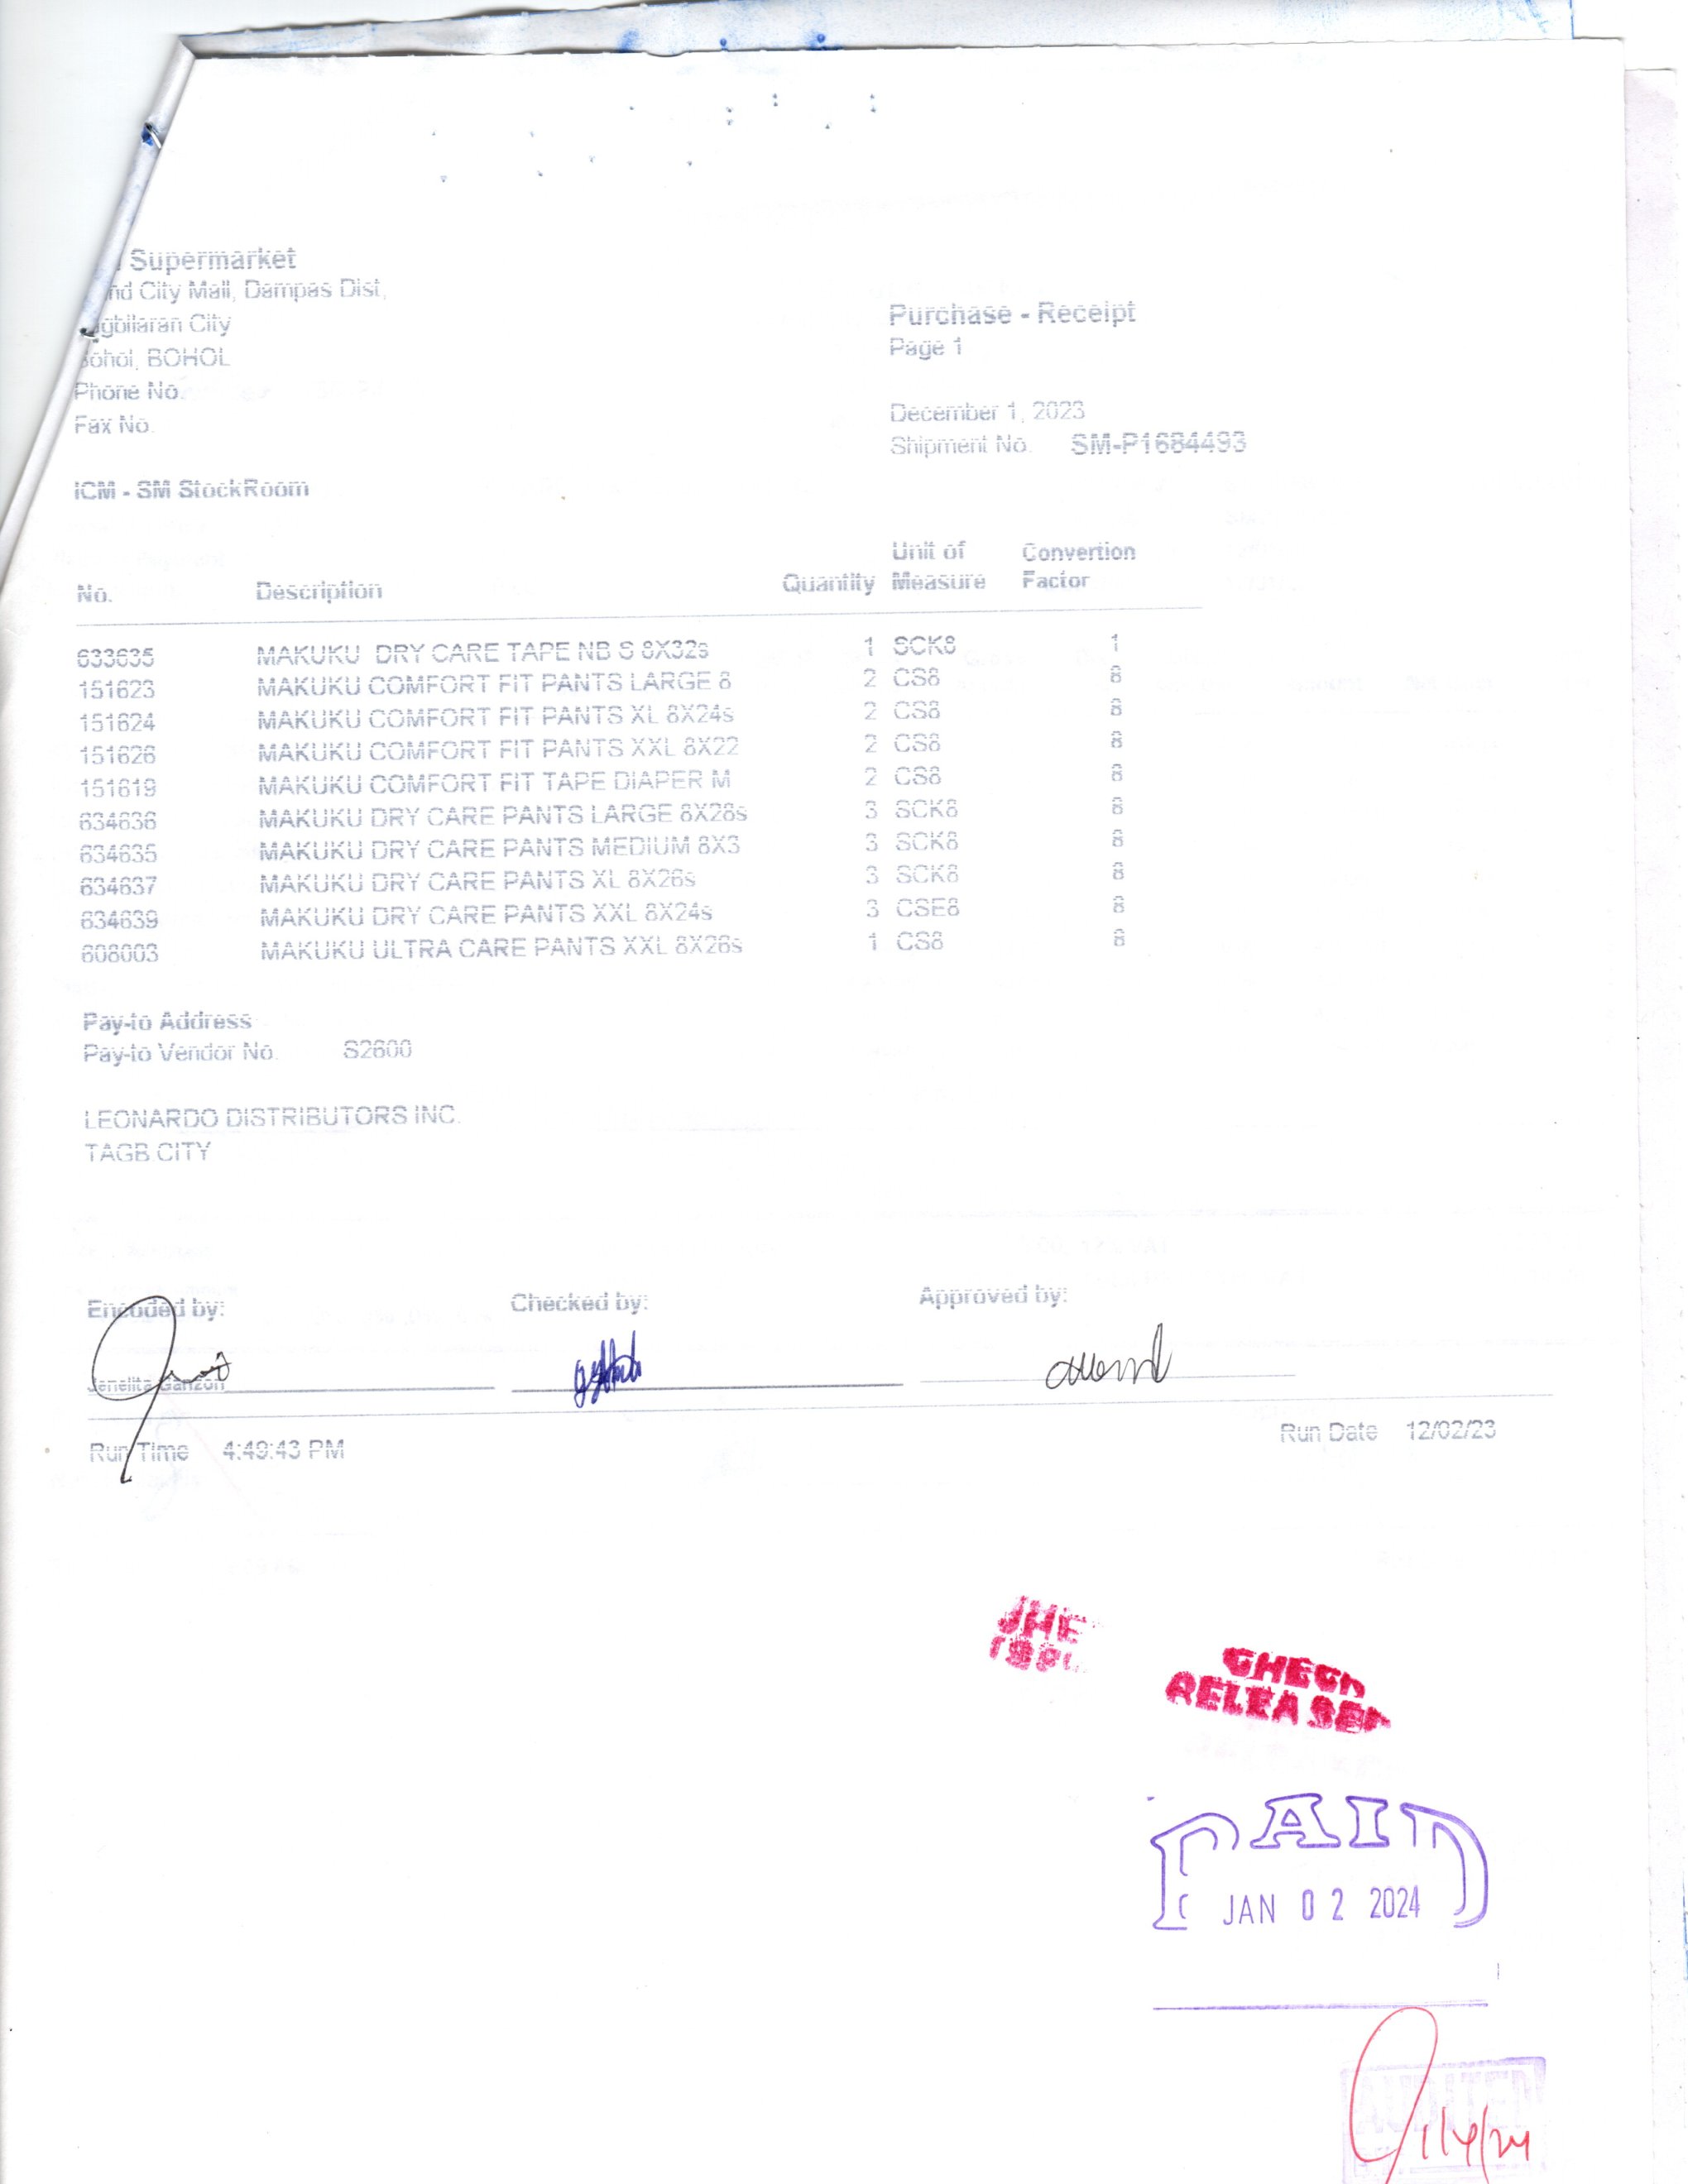 Supermarket
nd City Mall, Dampas Dist,
gbilaran City
Bohol, BOHOL
Phone No.
Fax No.
Purchase - Receipt
Page 1
December 1, 2023
Shipment No. SM-P1684493
ICM - SM StockRoom
No. Description Quantity Unit of Measure Convertion Factor
633635 MAKUKU DRY CARE TAPE NB S 8X32s 1 SCK8 1
151623 MAKUKU COMFORT FIT PANTS LARGE 8 2 CS8 8
151624 MAKUKU COMFORT FIT PANTS XL 8X24s 2 CS8 8
151626 MAKUKU COMFORT FIT PANTS XXL 8X22 2 CS8 8
151619 MAKUKU COMFORT FIT TAPE DIAPER M 2 CS8 8
634636 MAKUKU DRY CARE PANTS LARGE 8X28s 3 SCK8 8
634635 MAKUKU DRY CARE PANTS MEDIUM 8X3 3 SCK8 8
634637 MAKUKU DRY CARE PANTS XL 8X26s 3 SCK8 8
634639 MAKUKU DRY CARE PANTS XXL 8X24s 3 CSE8 8
608003 MAKUKU ULTRA CARE PANTS XXL 8X26s 1 CS8 8
Pay-to Address
Pay-to Vendor No. S2600
LEONARDO DISTRIBUTORS INC.
TAGB CITY
Encoded by: Checked by: Approved by:
Jenelita Ganzon
Run Time 4:49:43 PM Run Date 12/02/23
CHECK
RELEASED
PAID
JAN 02 2024
AUDITED